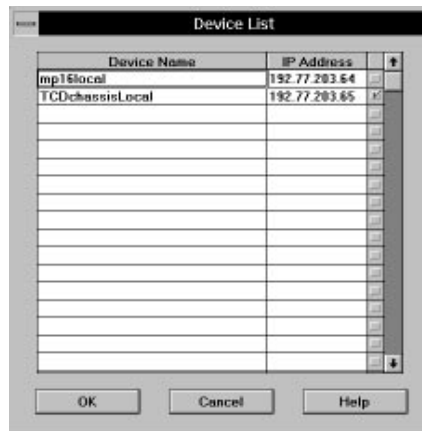 Device List
Device Name IP Address
mp16local 192.77.203.64
TCDchassisLocal 192.77.203.65
OK Cancel Help